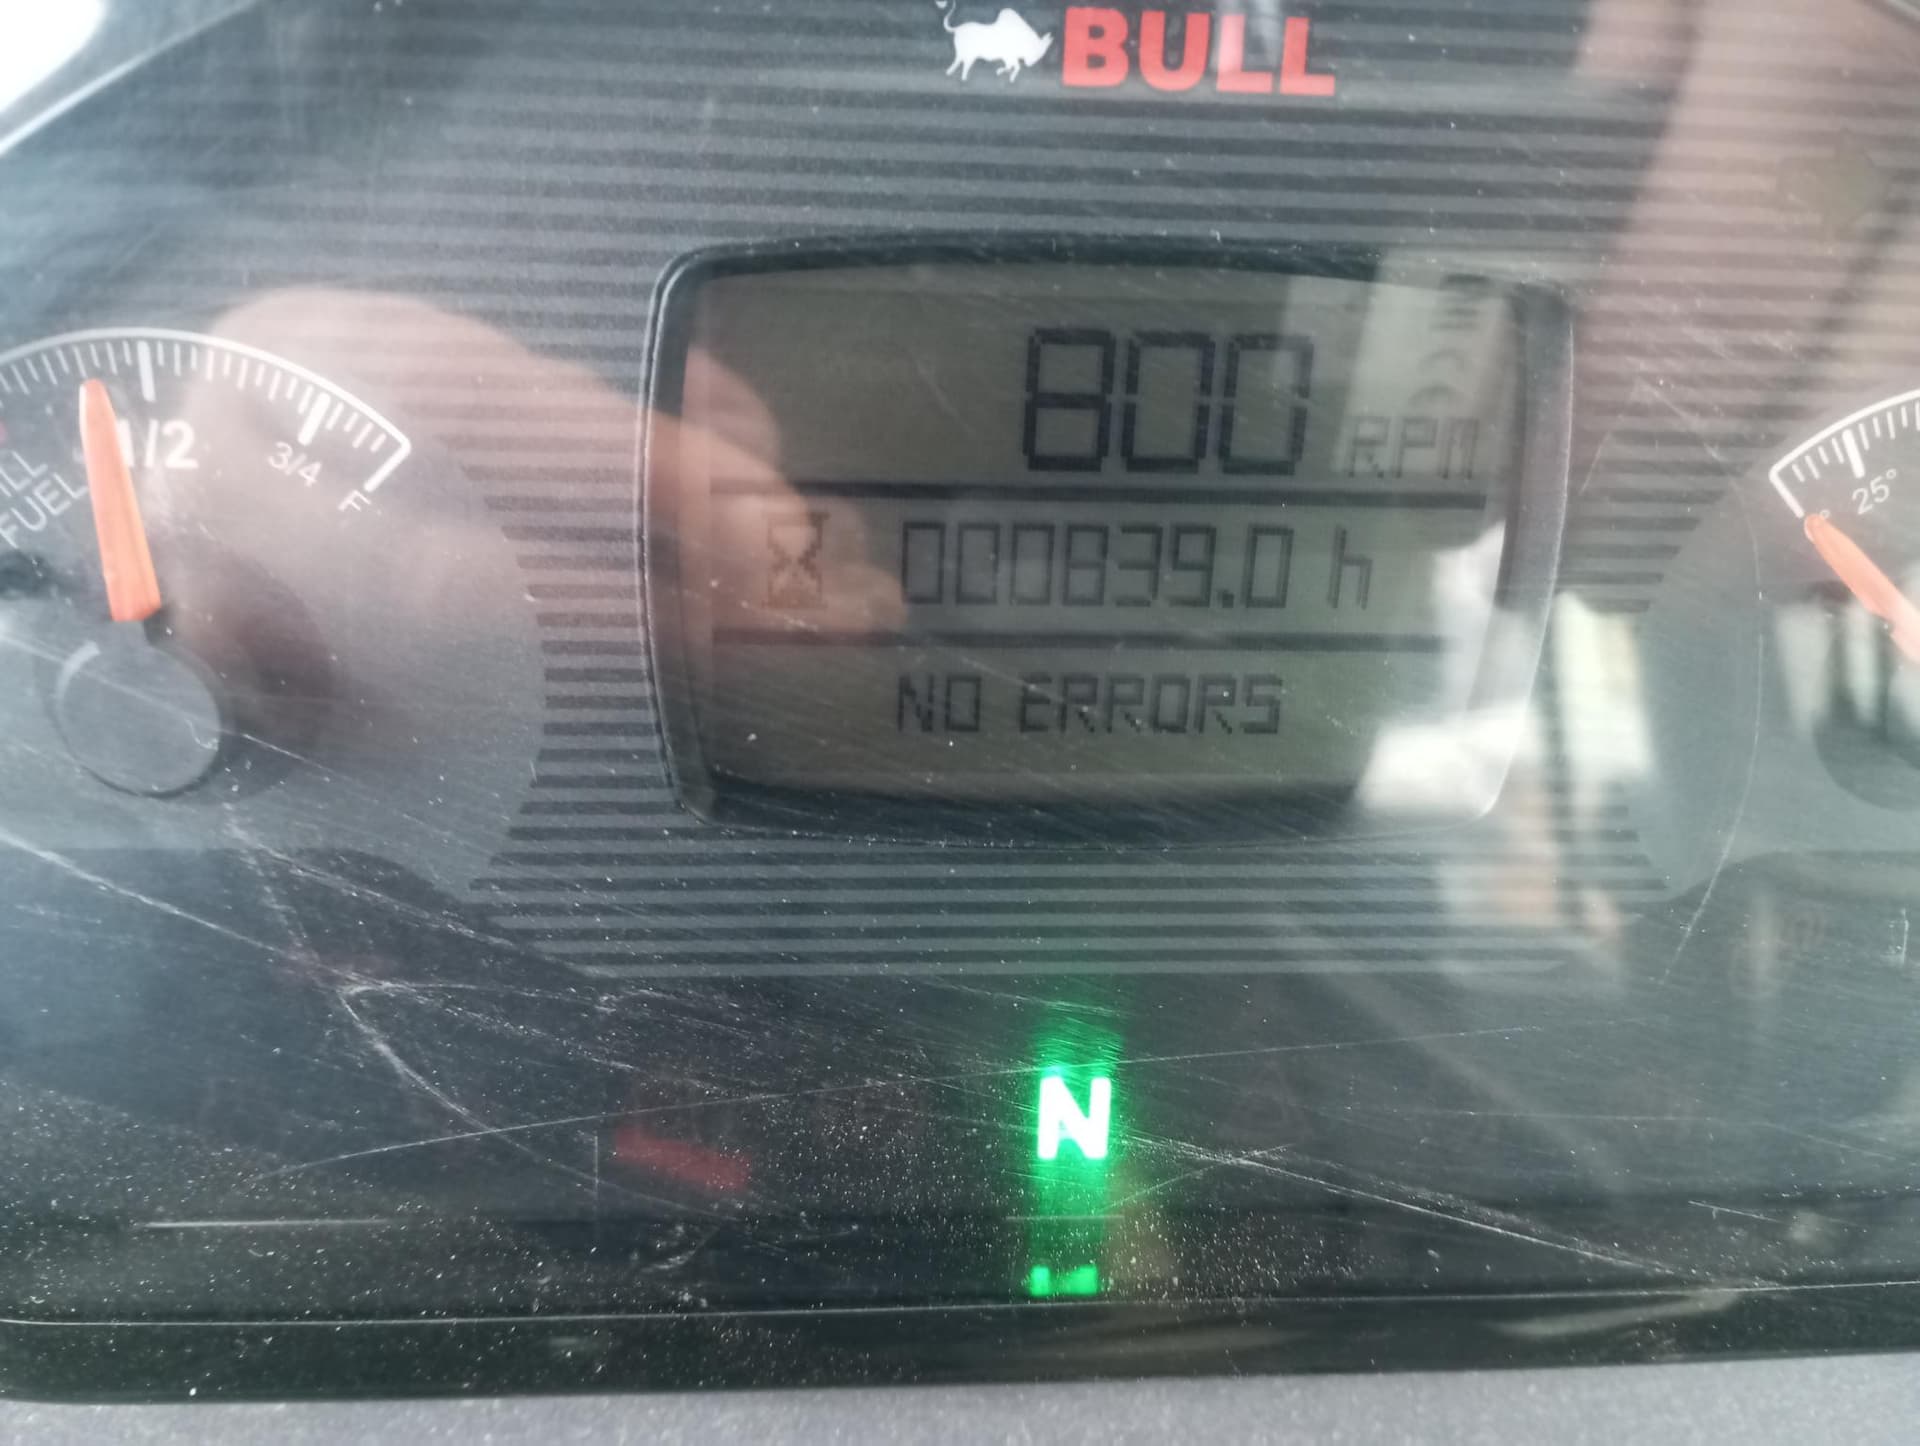 BULL
800 RPM
000839.0 h
NO ERRORS
1/2
3/4
F
FUEL
25°
N